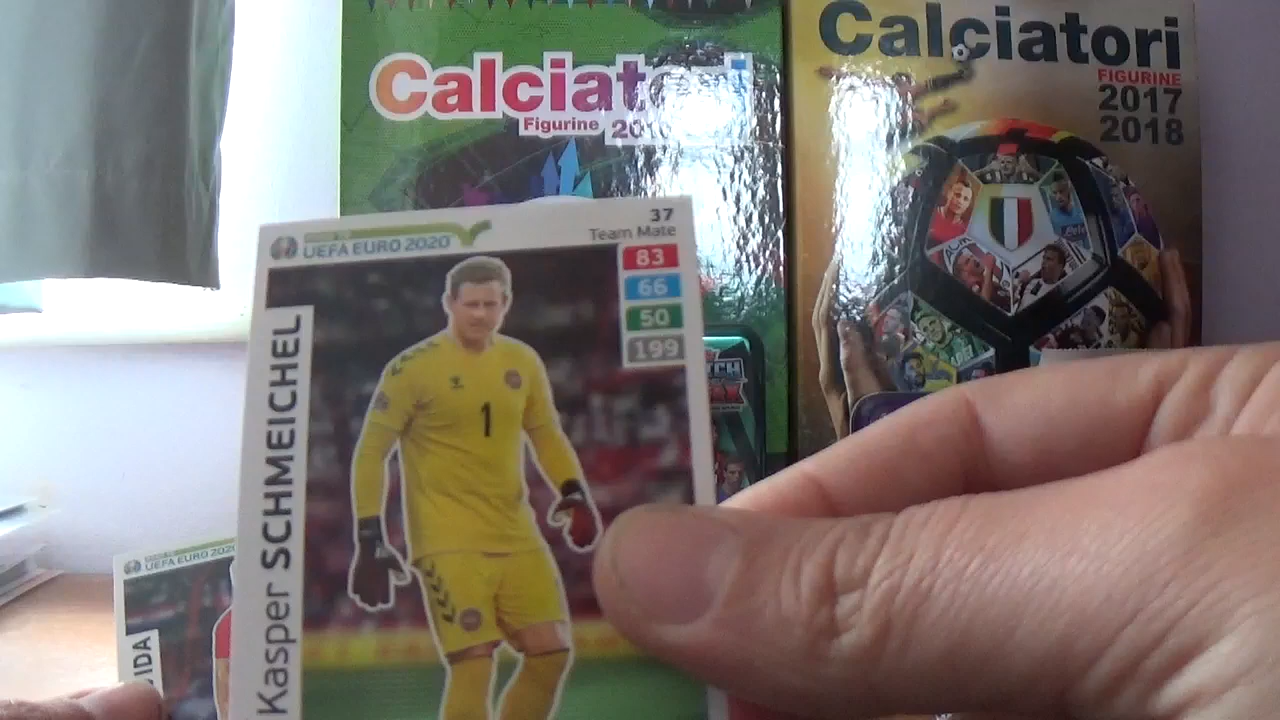 Calciatori
Figurine
Calciatori
FIGURINE
2017
2018
UEFA EURO 2020
37
Team Mate
83
66
50
199
Kasper SCHMEICHEL
1
UEFA EURO 2020